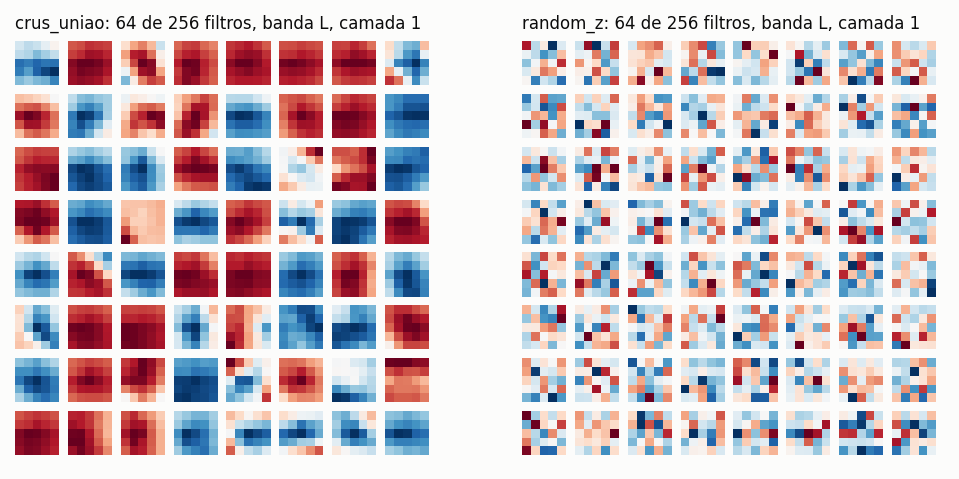 crus_uniao: 64 de 256 filtros, banda L, camada 1
random_z: 64 de 256 filtros, banda L, camada 1